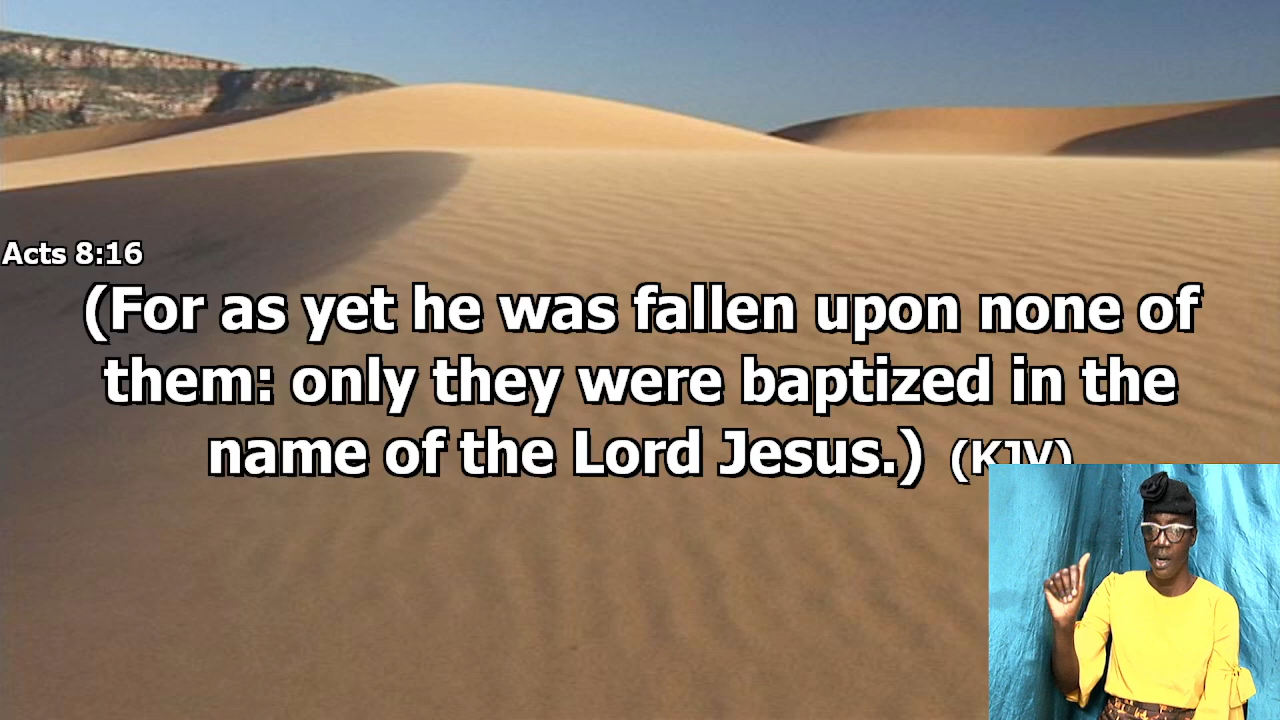 Acts 8:16
(For as yet he was fallen upon none of
them: only they were baptized in the
name of the Lord Jesus.) (KJV)